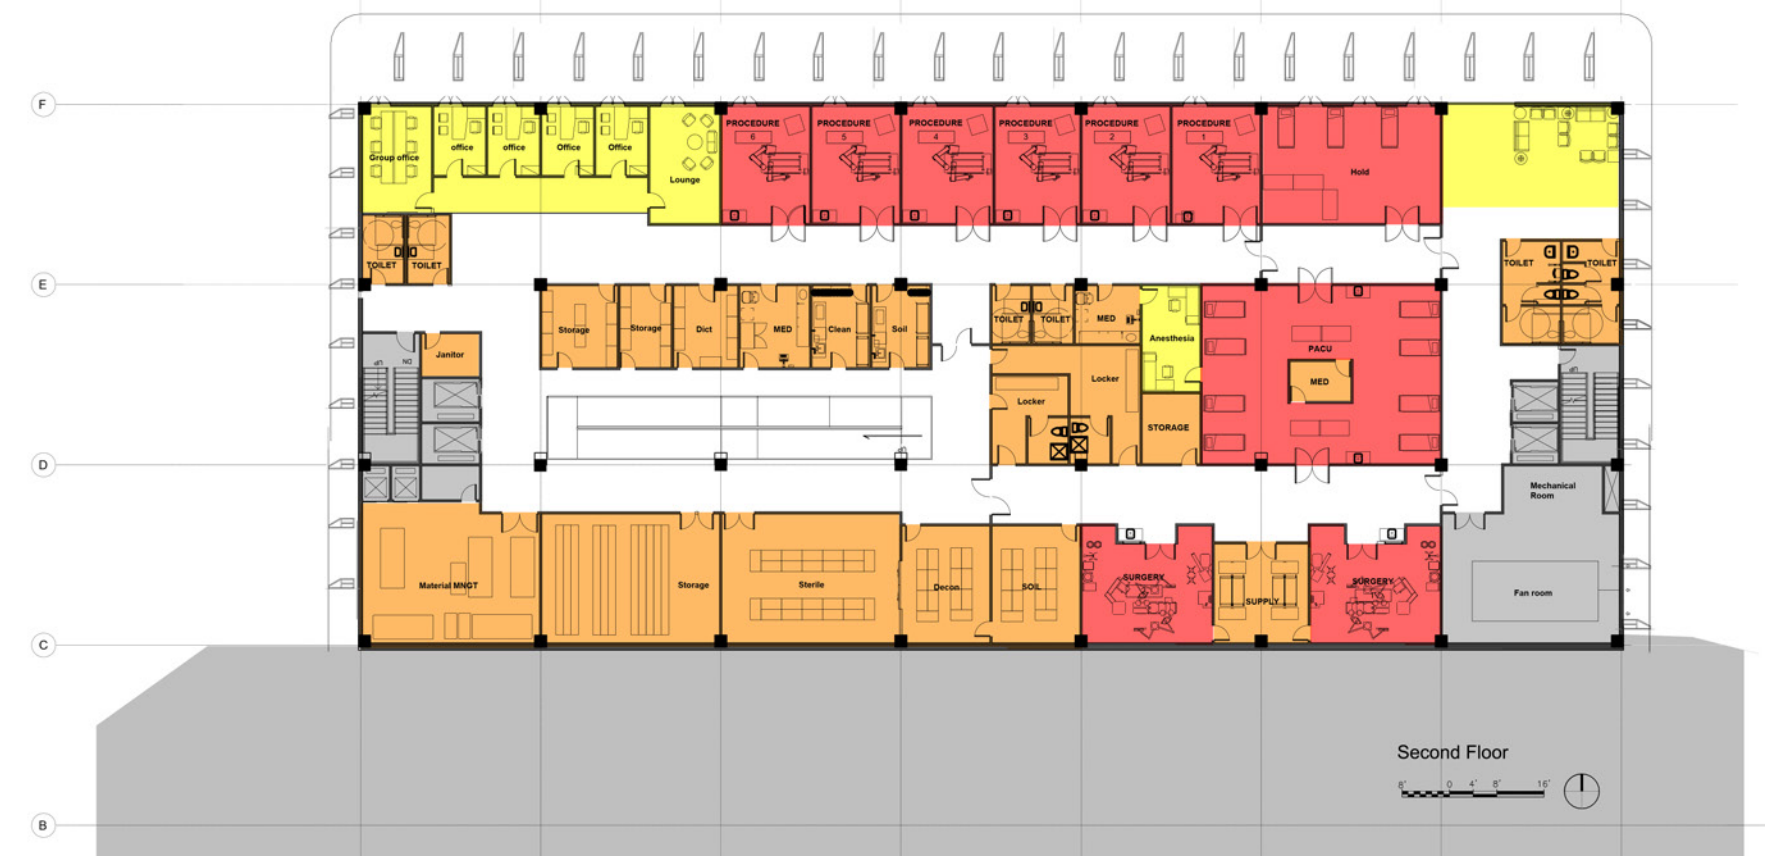 F
PROCEDURE
6
PROCEDURE
5
PROCEDURE
4
PROCEDURE
3
PROCEDURE
2
PROCEDURE
1
Group office
office
office
Office
Office
Lounge
Hold
TOILET
TOILET
TOILET
TOILET
E
Storage
Storage
Dict
MED
Clean
Soil
TOILET
TOILET
MED
Anesthesia
PACU
MED
Janitor
UP
DN
UP
Locker
Locker
STORAGE
D
Mechanical
Room
Material MNGT
Storage
Sterile
Decon
SOIL
SURGERY
SUPPLY
SURGERY
Fan room
C
Second Floor
8'
0
4'
8'
16'
B